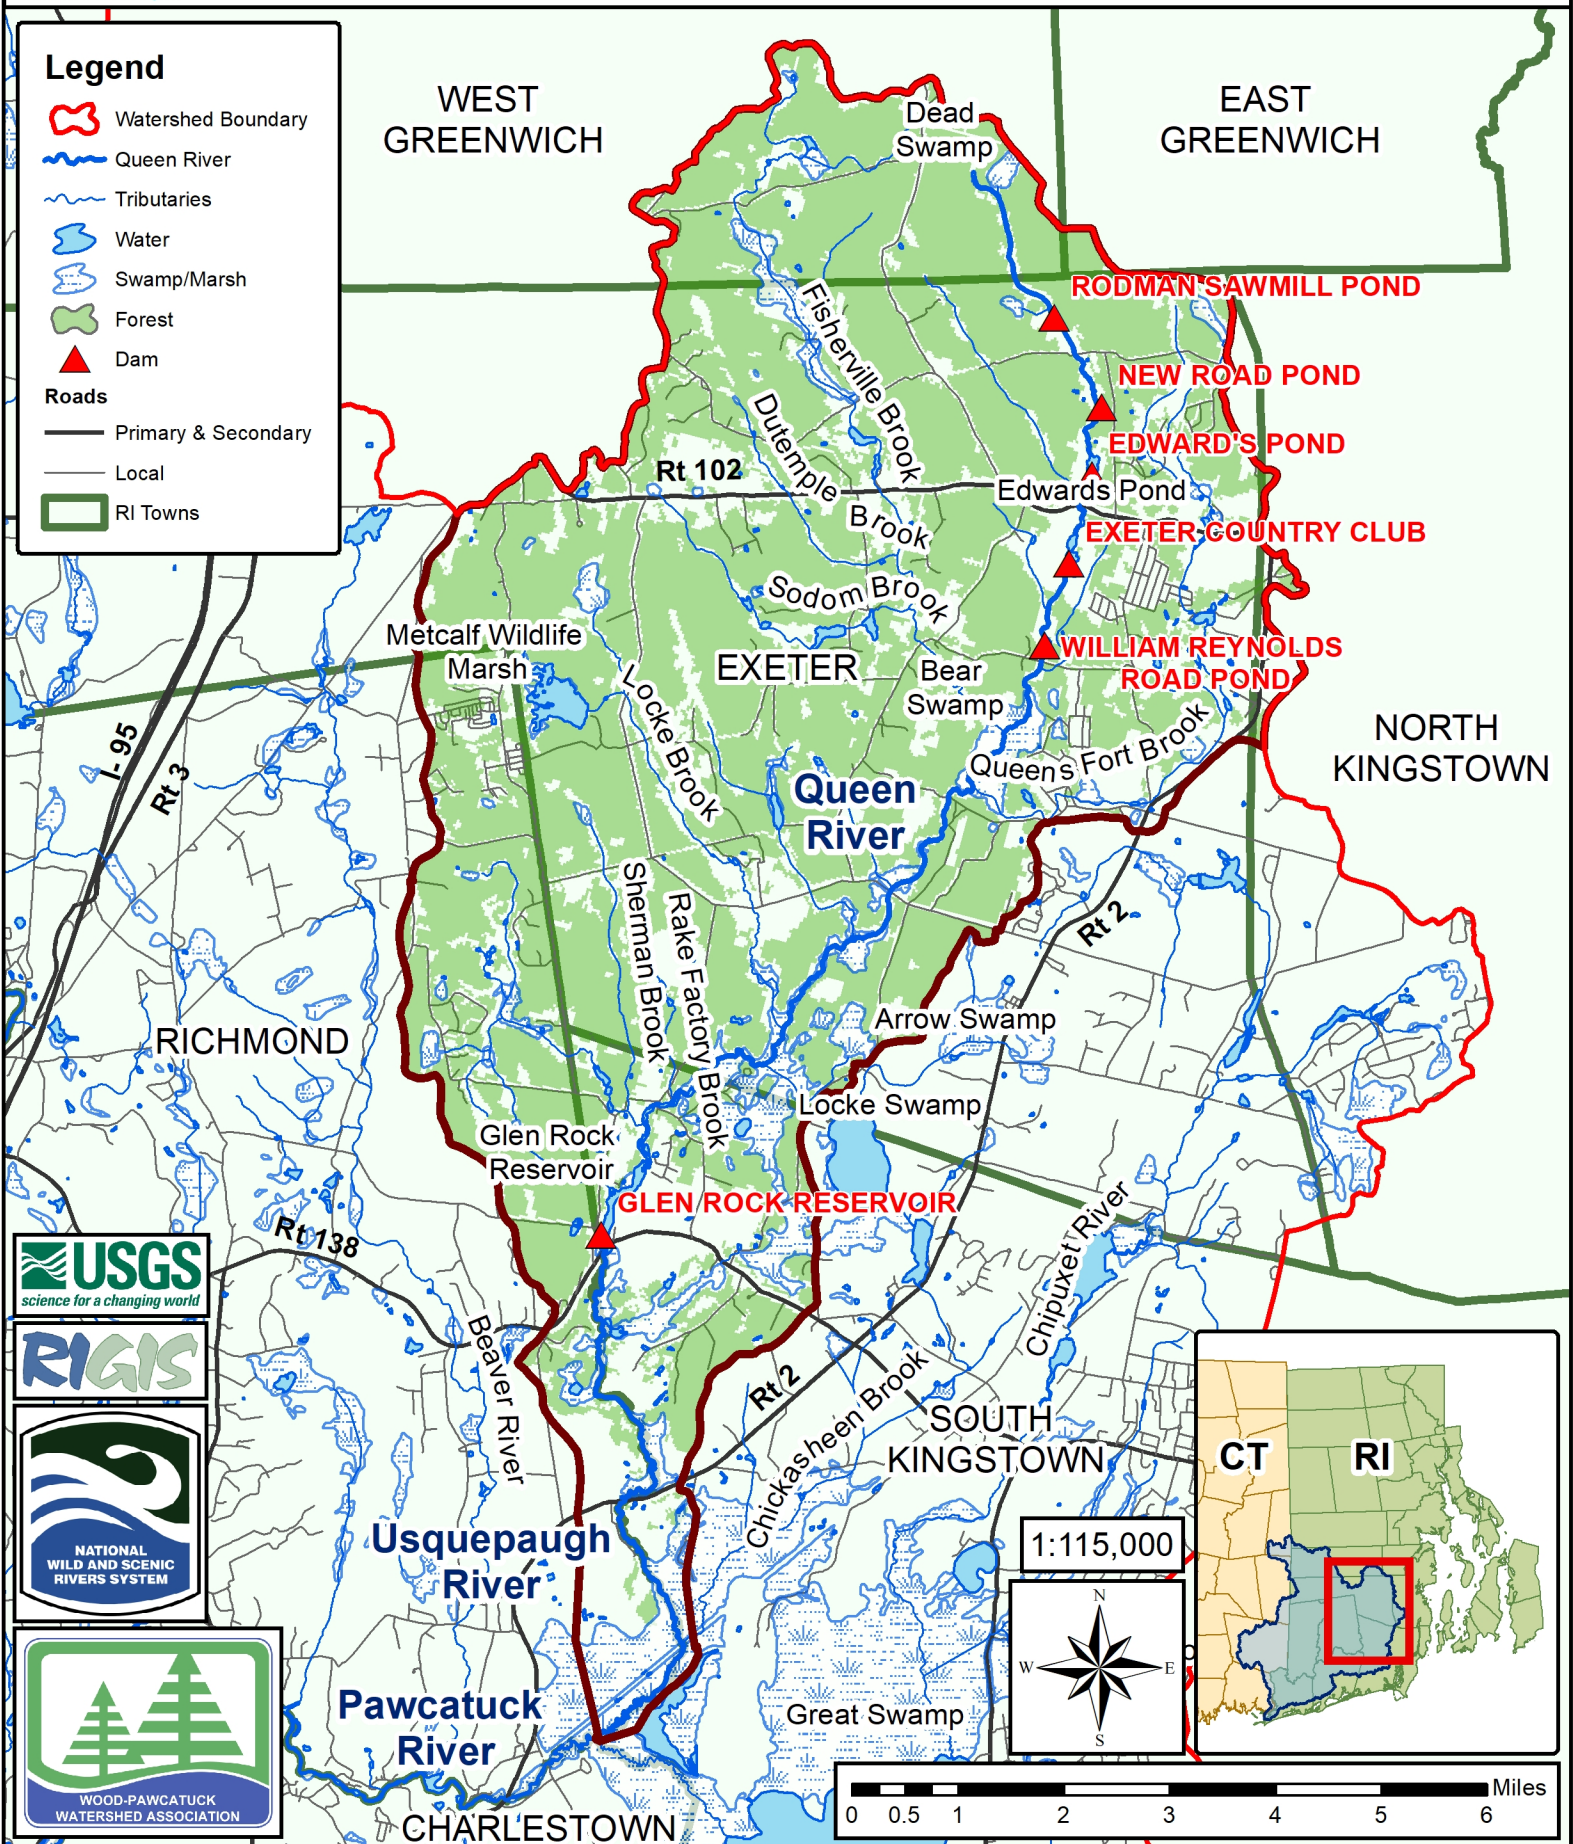 Legend
Watershed Boundary
Queen River
Tributaries
Water
Swamp/Marsh
Forest
Dam
Roads
Primary & Secondary
Local
RI Towns
WEST
GREENWICH
Dead
Swamp
EAST
GREENWICH
RODMAN SAWMILL POND
NEW ROAD POND
EDWARD'S POND
Fisherville Brook
Dutemple
Brook
Rt 102
Edwards Pond
EXETER COUNTRY CLUB
Sodom Brook
Metcalf Wildlife
Marsh
EXETER
WILLIAM REYNOLDS
ROAD POND
Bear
Swamp
Locke Brook
Queen's Fort Brook
NORTH
KINGSTOWN
I-95
Rt 3
Queen
River
Sherman Brook
Rake Factory
Brook
Rt 2
Arrow Swamp
RICHMOND
Locke Swamp
Glen Rock
Reservoir
GLEN ROCK RESERVOIR
Rt 138
Chipuxet River
USGS
science for a changing world
RIGIS
Beaver River
Rt 2
Chickasheen Brook
SOUTH
KINGSTOWN
CT
RI
NATIONAL
WILD AND SCENIC
RIVERS SYSTEM
Usquepaugh
River
1:115,000
N
W
E
S
Pawcatuck
River
Great Swamp
WOOD-PAWCATUCK
WATERSHED ASSOCIATION
CHARLESTOWN
Miles
0 0.5 1 2 3 4 5 6